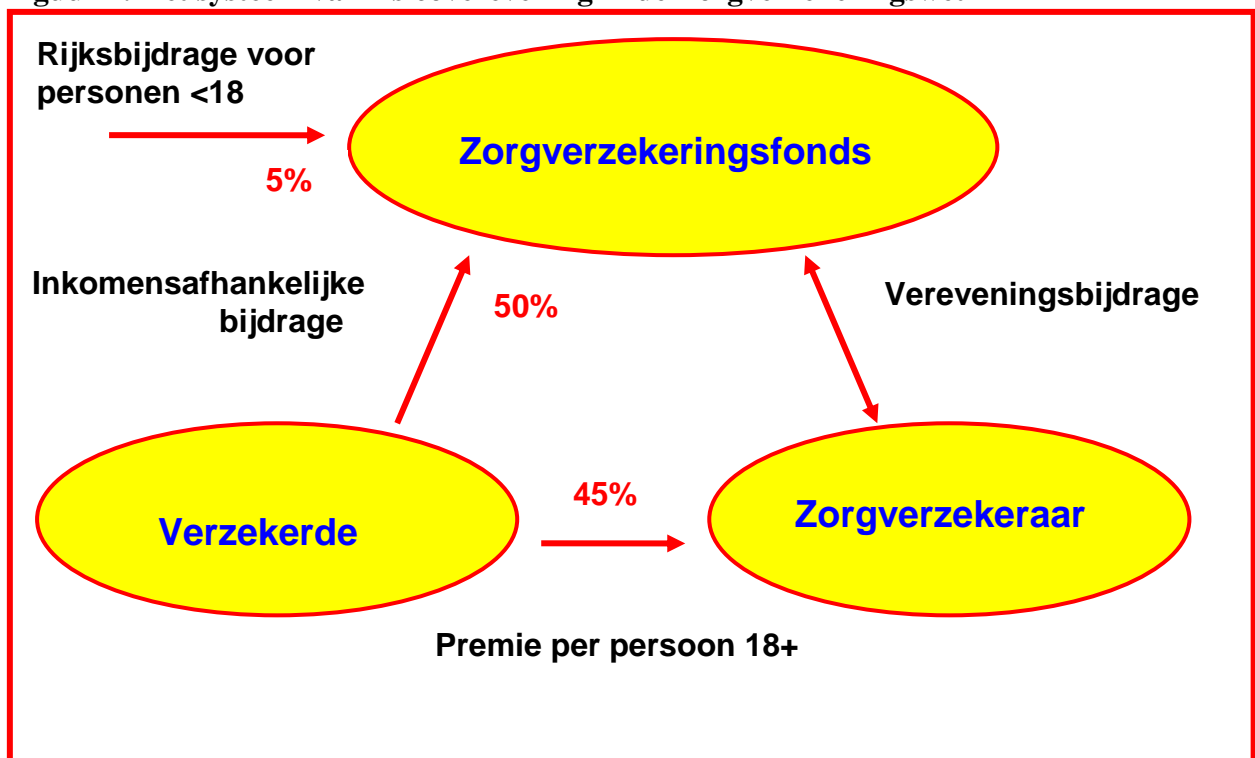 Rijksbijdrage voor
personen <18
5%
Zorgverzekeringsfonds
Inkomensafhankelijke
bijdrage
50%
Vereveningsbijdrage
Verzekerde
45%
Zorgverzekeraar
Premie per persoon 18+